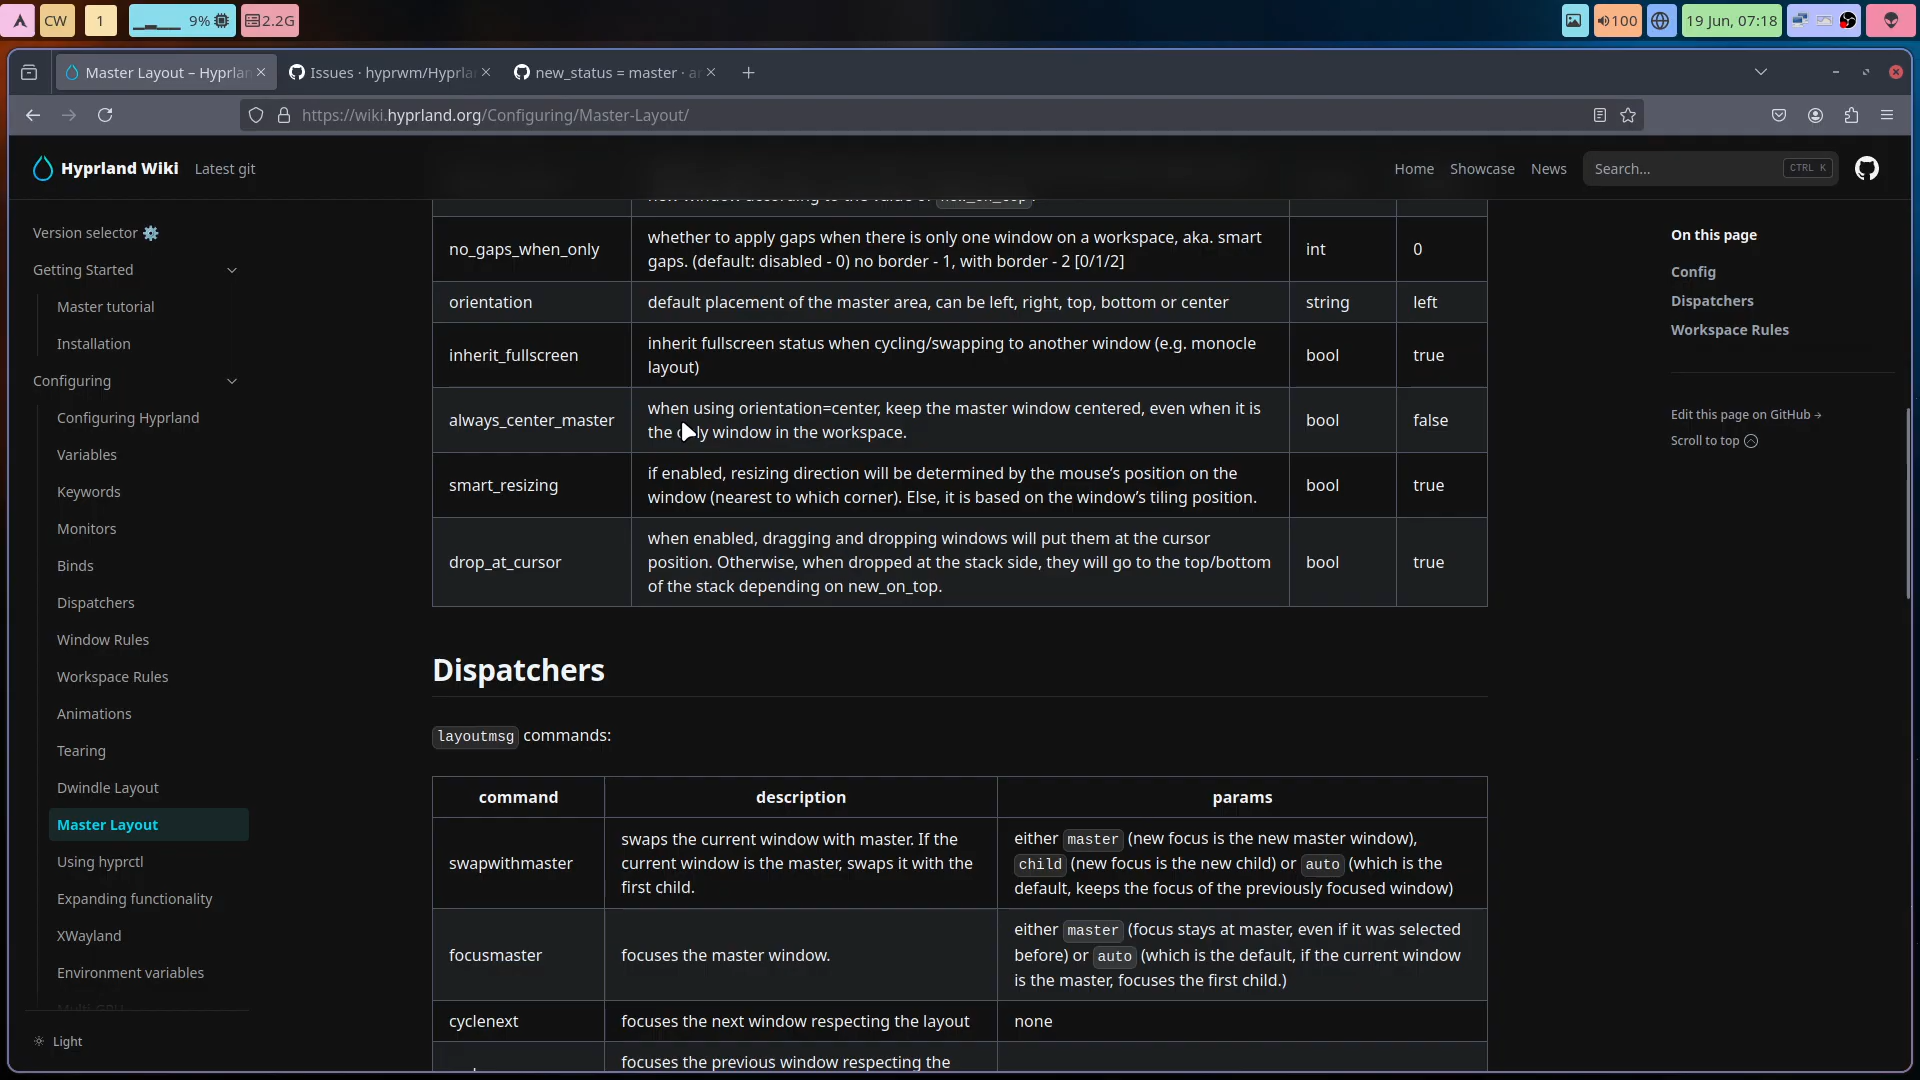 CW
1
9%
2.2G
100
19 Jun, 07:18
Master Layout – Hyprlan
Issues · hyprwm/Hyprla
new_status = master · a
https://wiki.hyprland.org/Configuring/Master-Layout/
Hyprland Wiki
Latest git
Home
Showcase
News
Search...
CTRL K
Version selector
Getting Started
Master tutorial
Installation
Configuring
Configuring Hyprland
Variables
Keywords
Monitors
Binds
Dispatchers
Window Rules
Workspace Rules
Animations
Tearing
Dwindle Layout
Master Layout
Using hyprctl
Expanding functionality
XWayland
Environment variables
Light
new window according to the value of new_on_top.
no_gaps_when_only
whether to apply gaps when there is only one window on a workspace, aka. smart
gaps. (default: disabled - 0) no border - 1, with border - 2 [0/1/2]
int
0
orientation
default placement of the master area, can be left, right, top, bottom or center
string
left
inherit_fullscreen
inherit fullscreen status when cycling/swapping to another window (e.g. monocle
layout)
bool
true
always_center_master
when using orientation=center, keep the master window centered, even when it is
the only window in the workspace.
bool
false
smart_resizing
if enabled, resizing direction will be determined by the mouse’s position on the
window (nearest to which corner). Else, it is based on the window’s tiling position.
bool
true
drop_at_cursor
when enabled, dragging and dropping windows will put them at the cursor
position. Otherwise, when dropped at the stack side, they will go to the top/bottom
of the stack depending on new_on_top.
bool
true
Dispatchers
layoutmsg commands:
command
description
params
swapwithmaster
swaps the current window with master. If the
current window is the master, swaps it with the
first child.
either master (new focus is the new master window),
child (new focus is the new child) or auto (which is the
default, keeps the focus of the previously focused window)
focusmaster
focuses the master window.
either master (focus stays at master, even if it was selected
before) or auto (which is the default, if the current window
is the master, focuses the first child.)
cyclenext
focuses the next window respecting the layout
none
focuses the previous window respecting the
On this page
Config
Dispatchers
Workspace Rules
Edit this page on GitHub →
Scroll to top